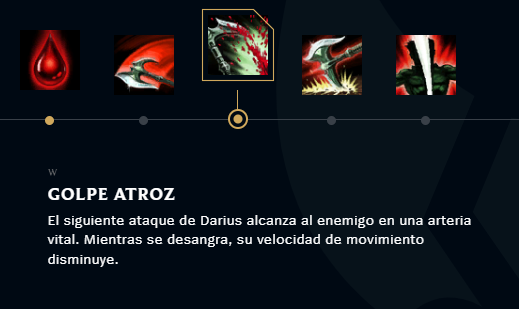 W
GOLPE ATROZ
El siguiente ataque de Darius alcanza al enemigo en una arteria
vital. Mientras se desangra, su velocidad de movimiento
disminuye.